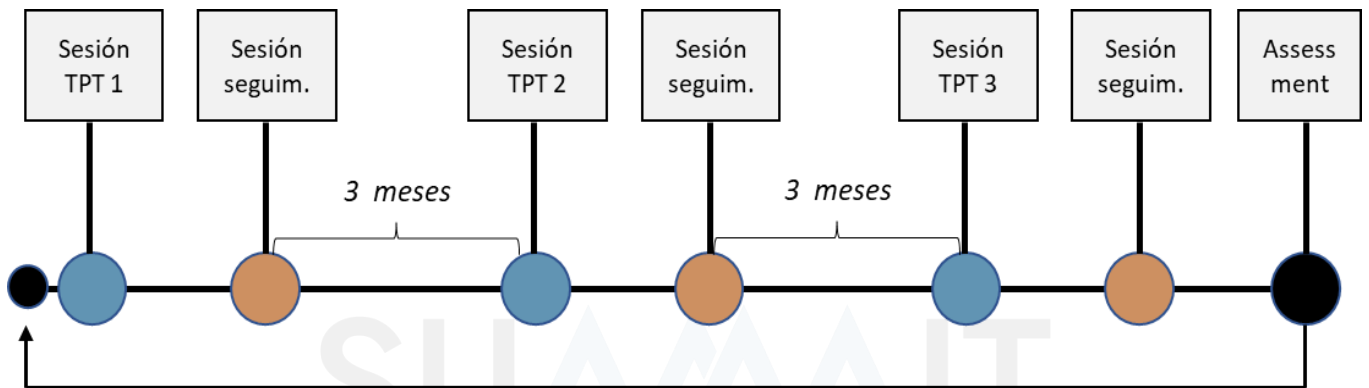 Sesión
TPT 1
Sesión
seguim.
Sesión
TPT 2
Sesión
seguim.
Sesión
TPT 3
Sesión
seguim.
Assess
ment
3 meses
3 meses
SUMMIT